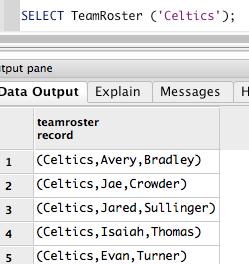 SELECT TeamRoster ('Celtics');
tput pane
Data Output Explain Messages H
teamroster
record
1 (Celtics,Avery,Bradley)
2 (Celtics,Jae,Crowder)
3 (Celtics,Jared,Sullinger)
4 (Celtics,Isaiah,Thomas)
5 (Celtics,Evan,Turner)